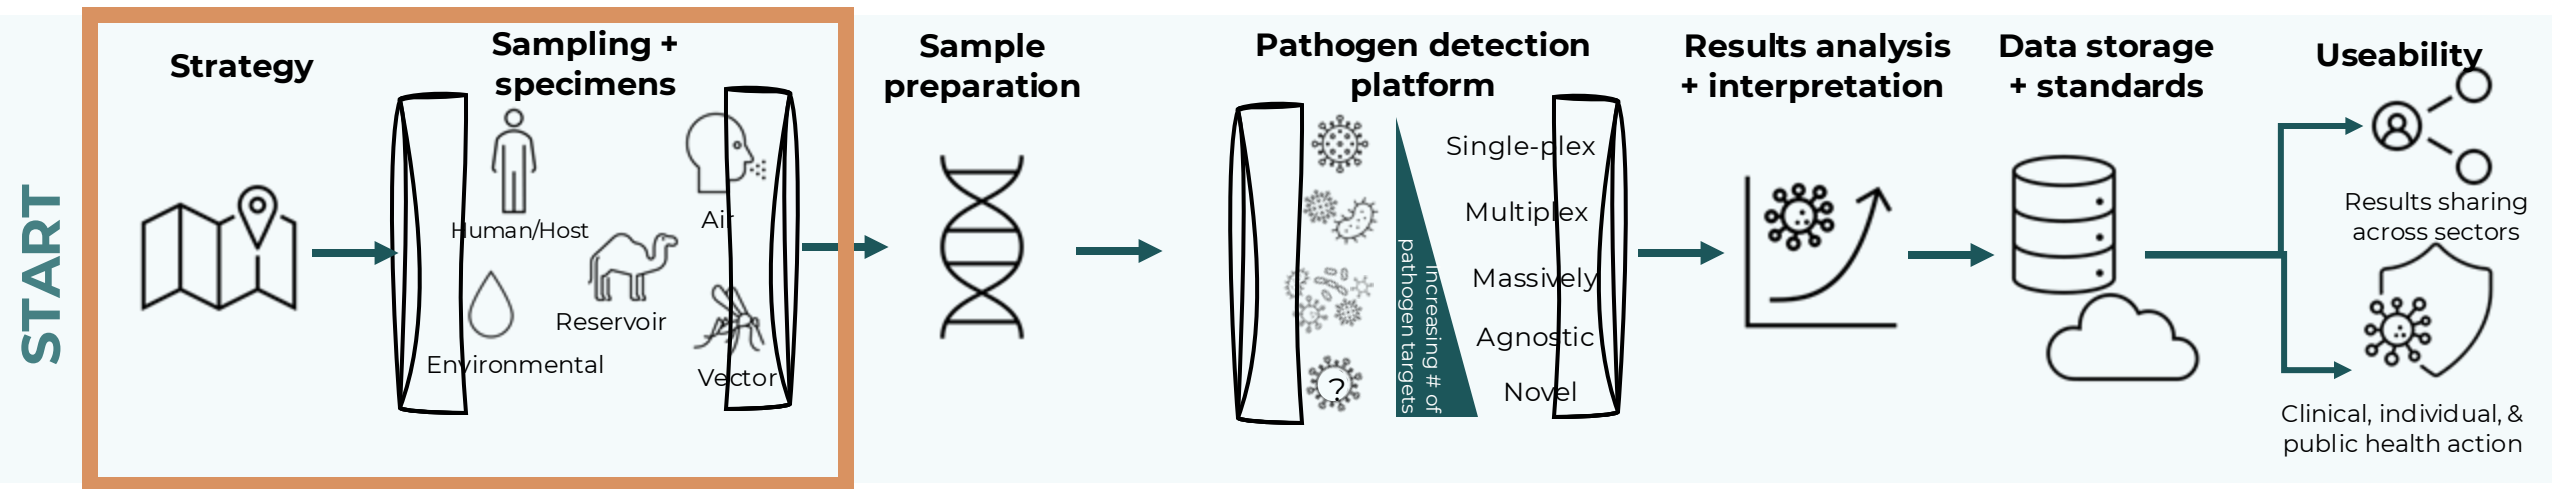 START
Strategy
Sampling +
specimens
Human/Host
Air
Reservoir
Environmental
Vector
Sample
preparation
Pathogen detection
platform
Single-plex
Multiplex
Massively
Agnostic
Novel
?
Increasing # of
pathogen targets
Results analysis
+ interpretation
Data storage
+ standards
Useability
Results sharing
across sectors
Clinical, individual, &
public health action